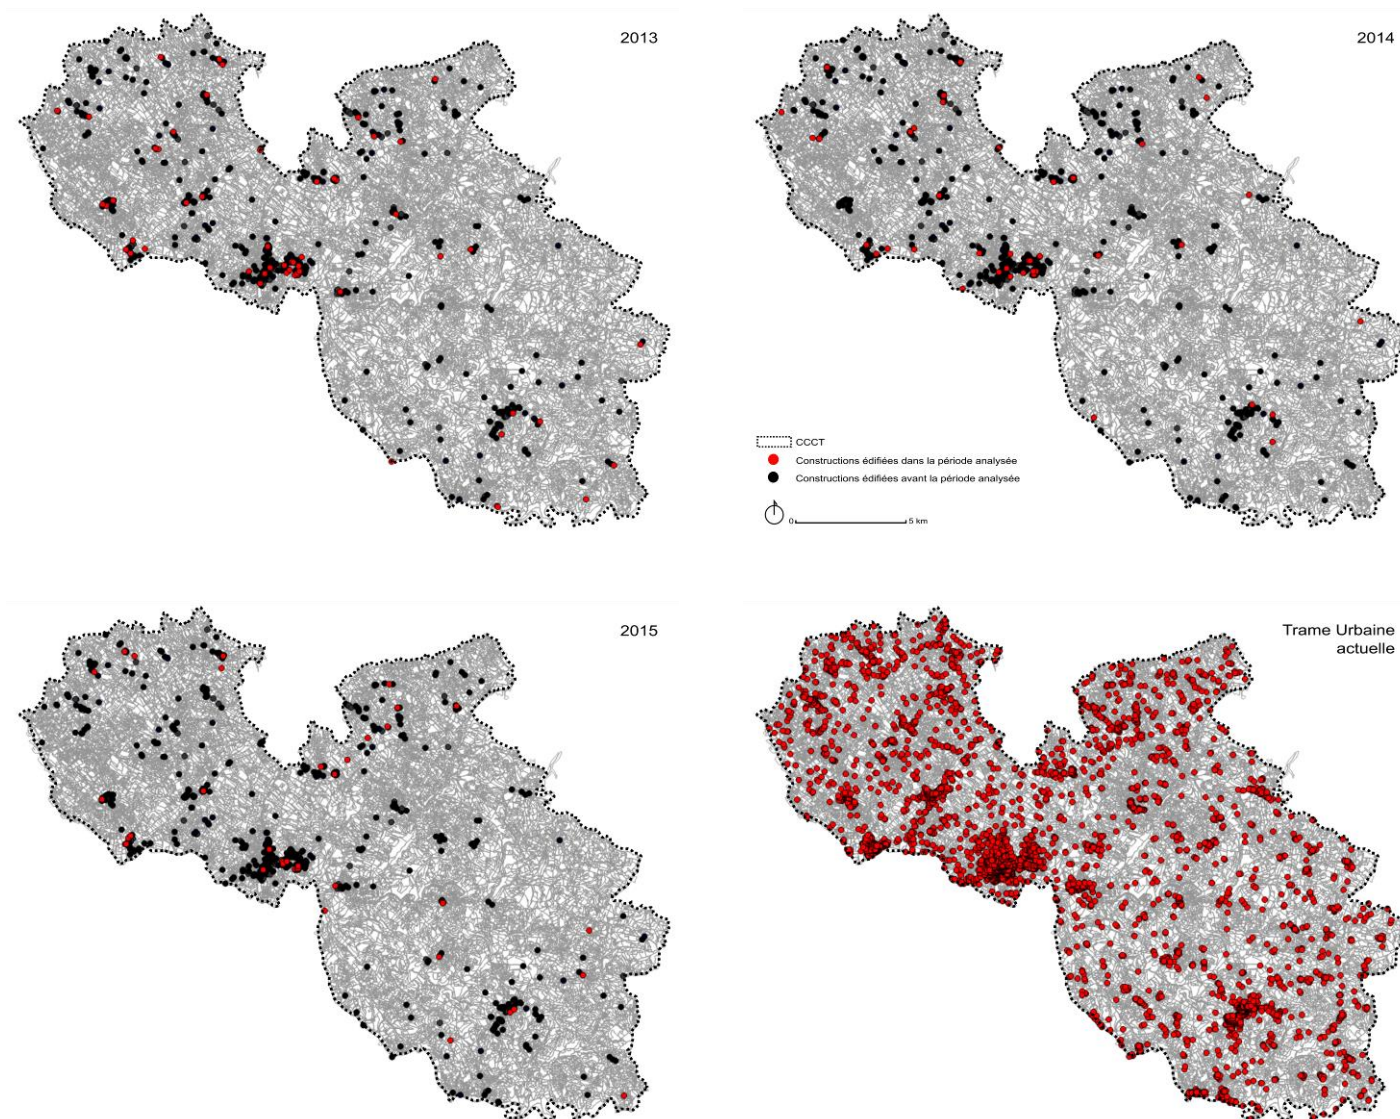 2013
2014
CCCT
Constructions édifiées dans la période analysée
Constructions édifiées avant la période analysée
0 5 km
2015
Trame Urbaine
actuelle